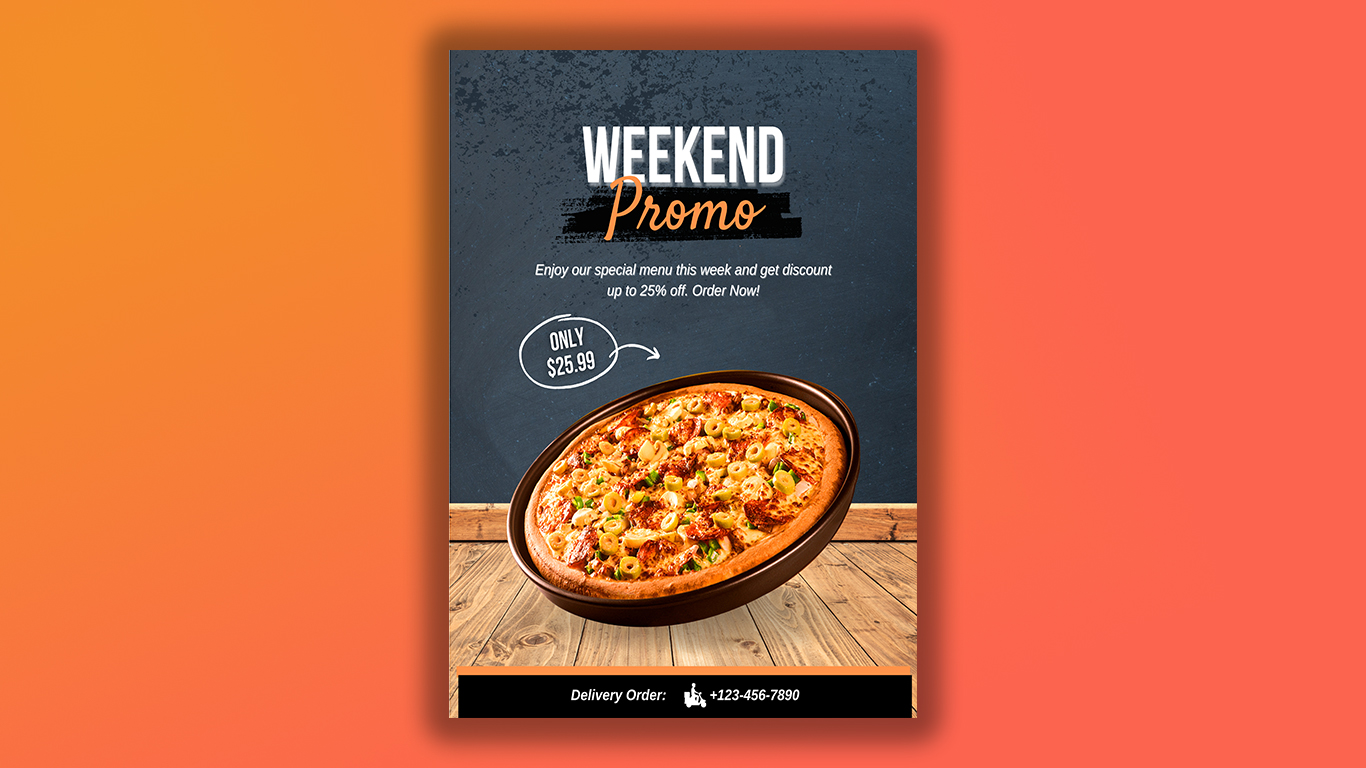 WEEKEND
Promo
Enjoy our special menu this week and get discount
up to 25% off. Order Now!
ONLY
$25.99
Delivery Order: +123-456-7890